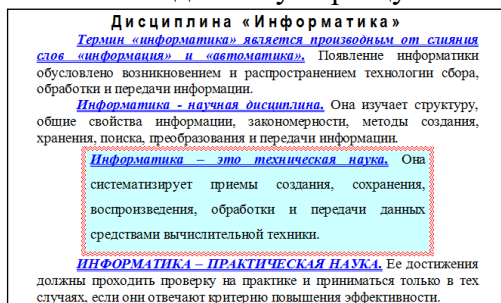 Дисциплина «Информатика»
Термин «информатика» является производным от слияния
слов «информация» и «автоматика». Появление информатики
обусловлено возникновением и распространением технологии сбора,
обработки и передачи информации.
Информатика - научная дисциплина. Она изучает структуру,
общие свойства информации, закономерности, методы создания,
хранения, поиска, преобразования и передачи информации.
Информатика – это техническая наука. Она
систематизирует приемы создания, сохранения,
воспроизведения, обработки и передачи данных
средствами вычислительной техники.
ИНФОРМАТИКА – ПРАКТИЧЕСКАЯ НАУКА. Ее достижения
должны проходить проверку на практике и приниматься только в тех
случаях, если они отвечают критерию повышения эффективности.